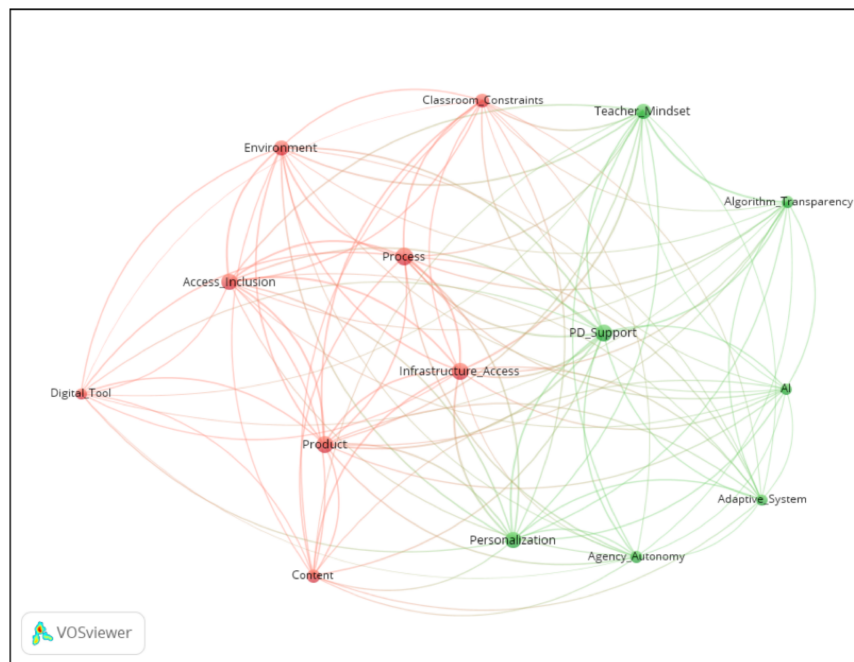 Classroom_Constraints
Teacher_Mindset
Environment
Algorithm_Transparency
Process
Access_Inclusion
PD_Support
Infrastructure_Access
AI
Digital_Tool
Product
Adaptive_System
Personalization
Agency_Autonomy
Content
VOSviewer